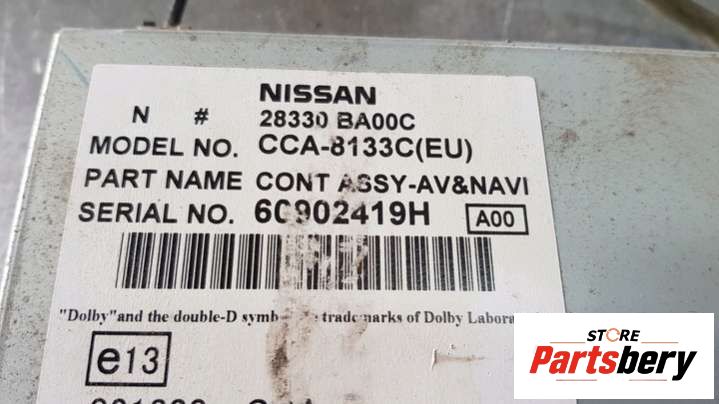 NISSAN
N # 28330 BA00C
MODEL NO. CCA-8133C(EU)
PART NAME CONT ASSY-AV&NAVI
SERIAL NO. 60902419H A00
"Dolby"and the double-D symb trademarks of Dolby
e13
STORE
Partsbery